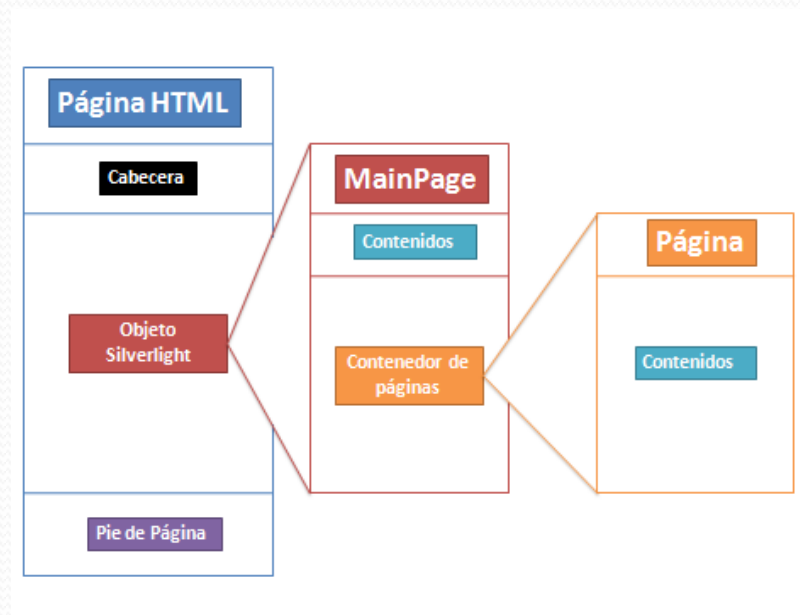 Página HTML
Cabecera
Objeto
Silverlight
Pie de Página
MainPage
Contenidos
Contenedor de
páginas
Página
Contenidos